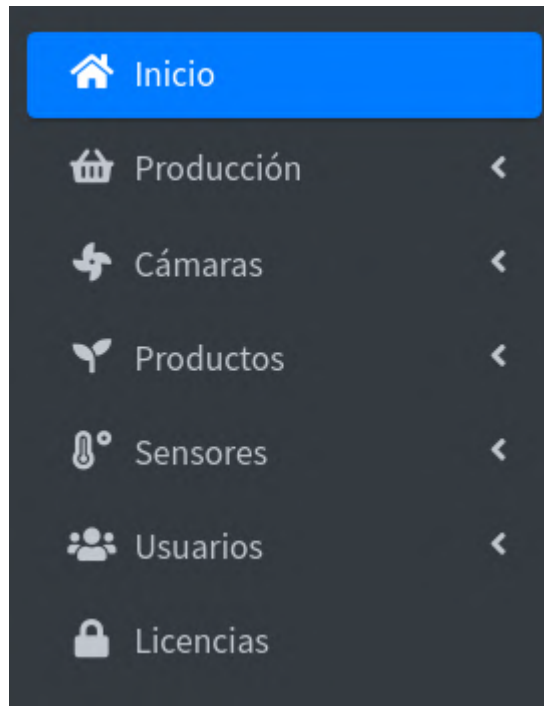 Inicio
Producción
Cámaras
Productos
Sensores
Usuarios
Licencias